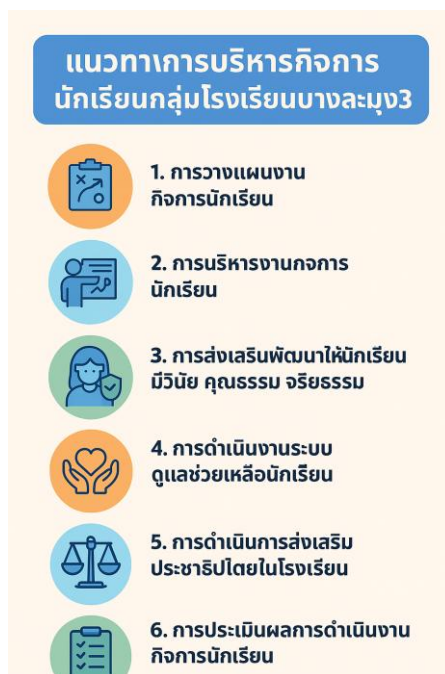 แนวทาเการบริหารกิจการ
นักเรียนกลุ่มโรงเรียนบางละมุง3
1. การวางแผนงาน
กิจการนักเรียน
2. การนริหารงานกจการ
นักเรียน
3. การส่งเสรินพัฒนาให้นักเรียน
มีวินัย คุณธรรม จริยธรรม
4. การดำเนินงานระบบ
ดูแลช่วยเหลือนักเรียน
5. การดำเนินการส่งเสริม
ประชาธิปไตยในโรงเรียน
6. การประเมินผลการดำเนินงาน
กิจการนักเรียน